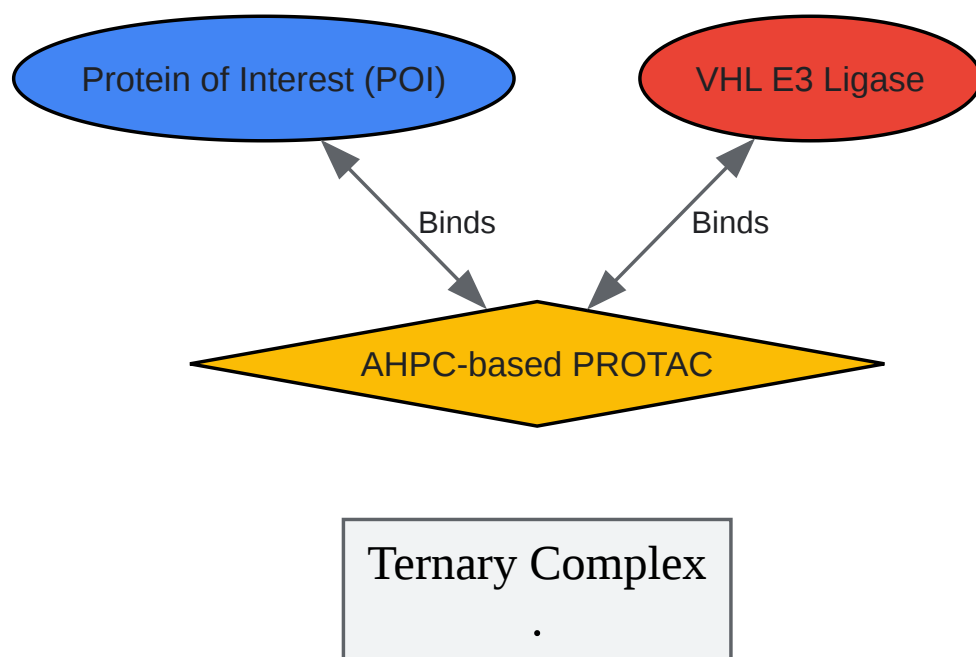 Protein of Interest (POI)
VHL E3 Ligase
Binds
Binds
AHPC-based PROTAC
Ternary Complex
.